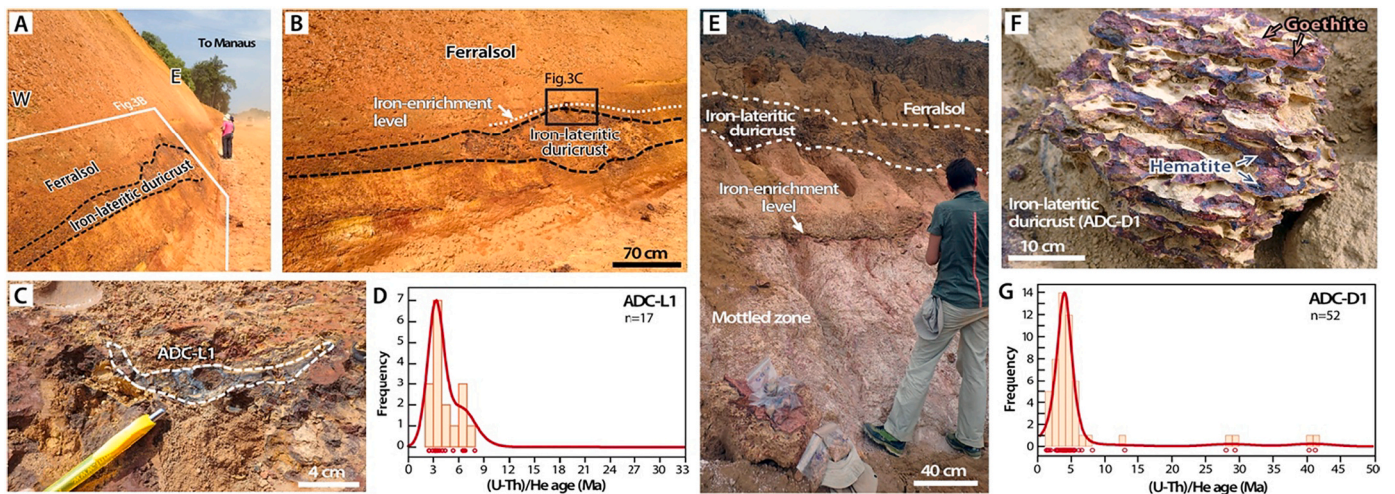 A
To Manaus
E
W
Fig.3B
Ferralsol
Iron-lateritic duricrust
B
Ferralsol
Fig.3C
Iron-enrichment
level
Iron-lateritic
duricrust
70 cm
C
ADC-L1
4 cm
D
ADC-L1
n=17
Frequency
7
6
5
4
3
2
1
0
0 3 6 9 12 15 18 21 24 27 30 33
(U-Th)/He age (Ma)
E
Ferralsol
Iron-lateritic
duricrust
Iron-enrichment
level
Mottled zone
40 cm
F
Goethite
Hematite
Iron-lateritic
duricrust (ADC-D1
10 cm
G
ADC-D1
n=52
Frequency
14
12
10
8
6
4
2
0
0 5 10 15 20 25 30 35 40 45 50
(U-Th)/He age (Ma)